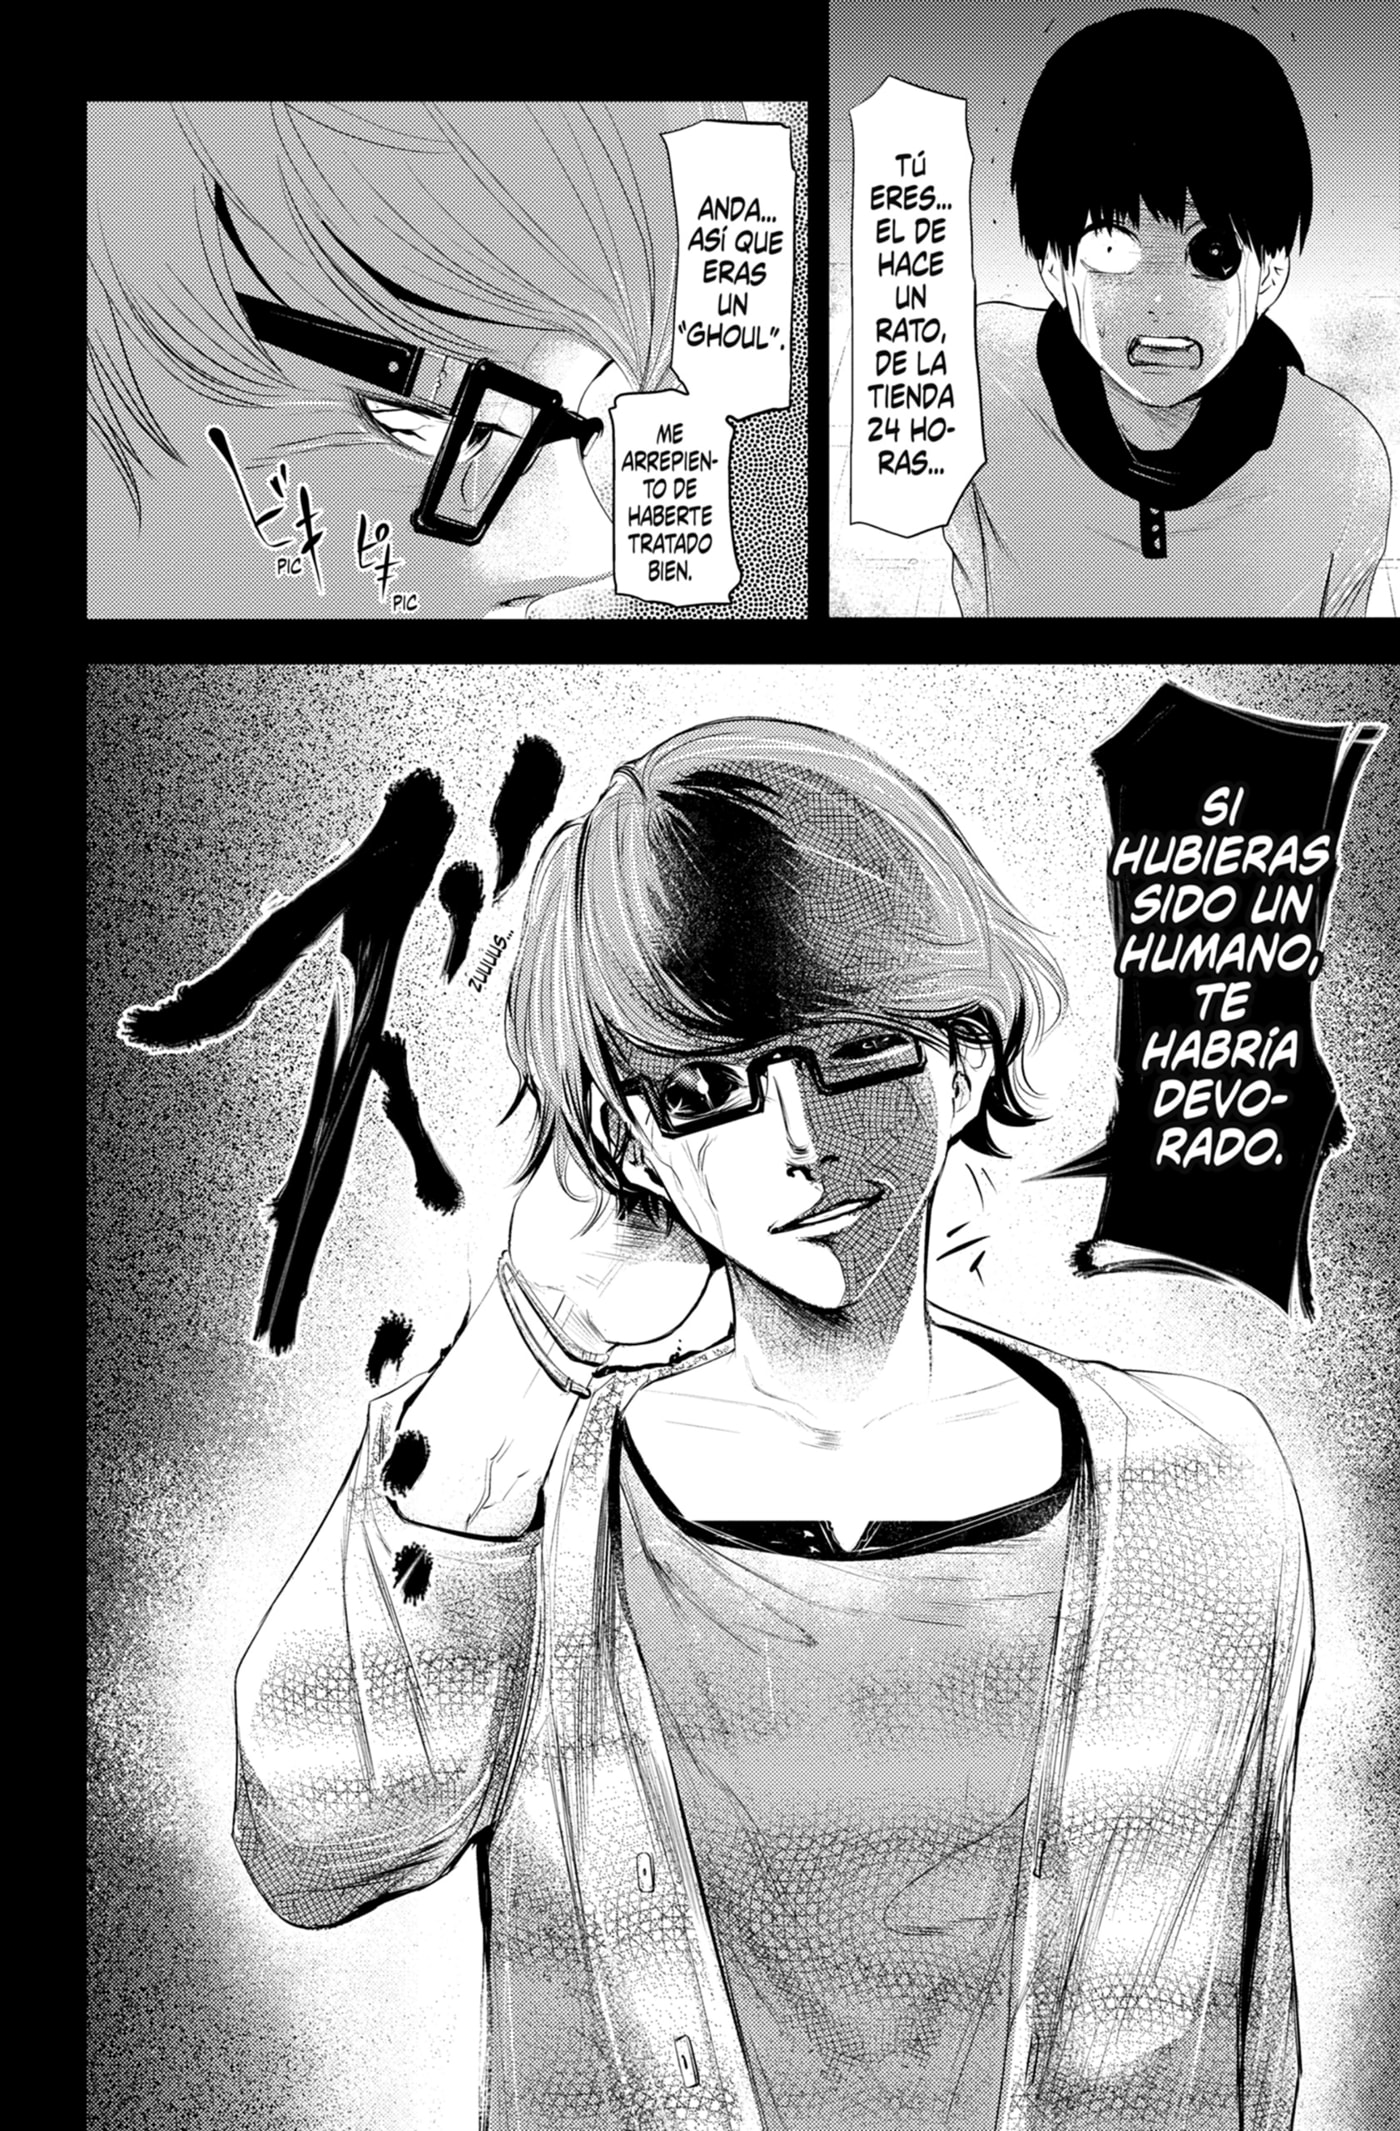 TÚ
ERES...
EL DE
HACE
UN
RATO,
DE LA
TIENDA
24 HO-
RAS...
ANDA...
ASÍ QUE
ERAS
UN
"GHOUL".
ME
ARREPIEN-
TO DE
HABERTE
TRATADO
BIEN.
ビキ
PIC
ピキ
PIC
SI
HUBIERAS
SIDO UN
HUMANO,
TE
HABRÍA
DEVO-
RADO.
ZUUUUS...